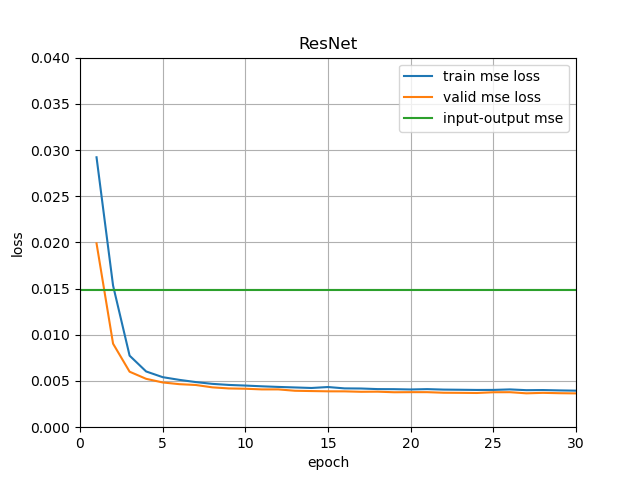 ResNet
train mse loss
valid mse loss
input-output mse
loss
0.040
0.035
0.030
0.025
0.020
0.015
0.010
0.005
0.000
0 5 10 15 20 25 30
epoch